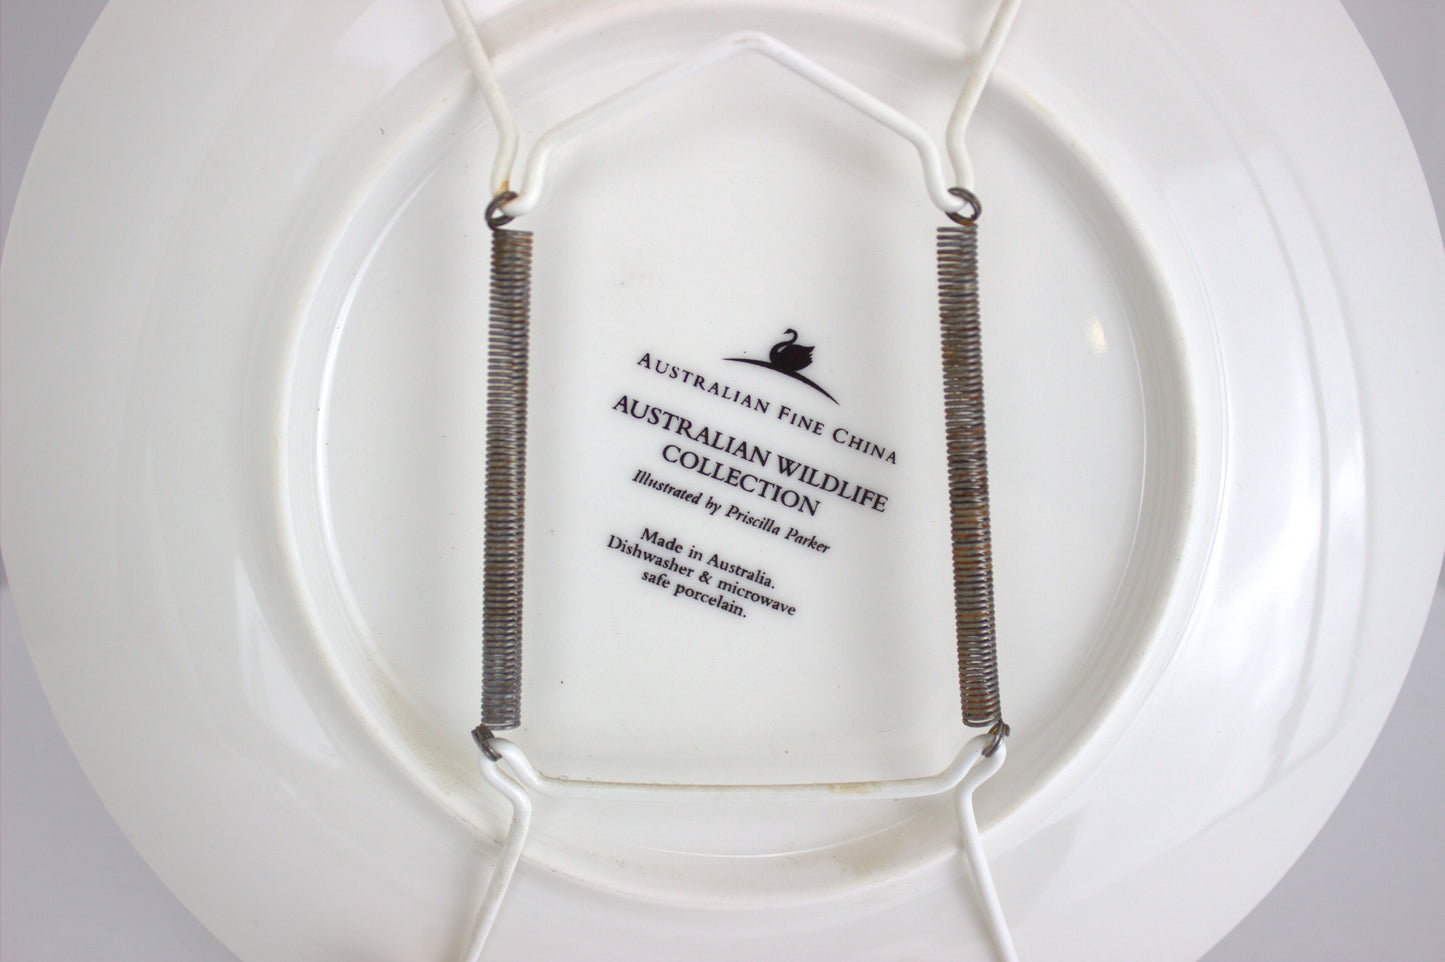 AUSTRALIAN FINE CHINA
AUSTRALIAN WILDLIFE
COLLECTION
Illustrated by Priscilla Parker
Made in Australia.
Dishwasher & microwave
safe porcelain.